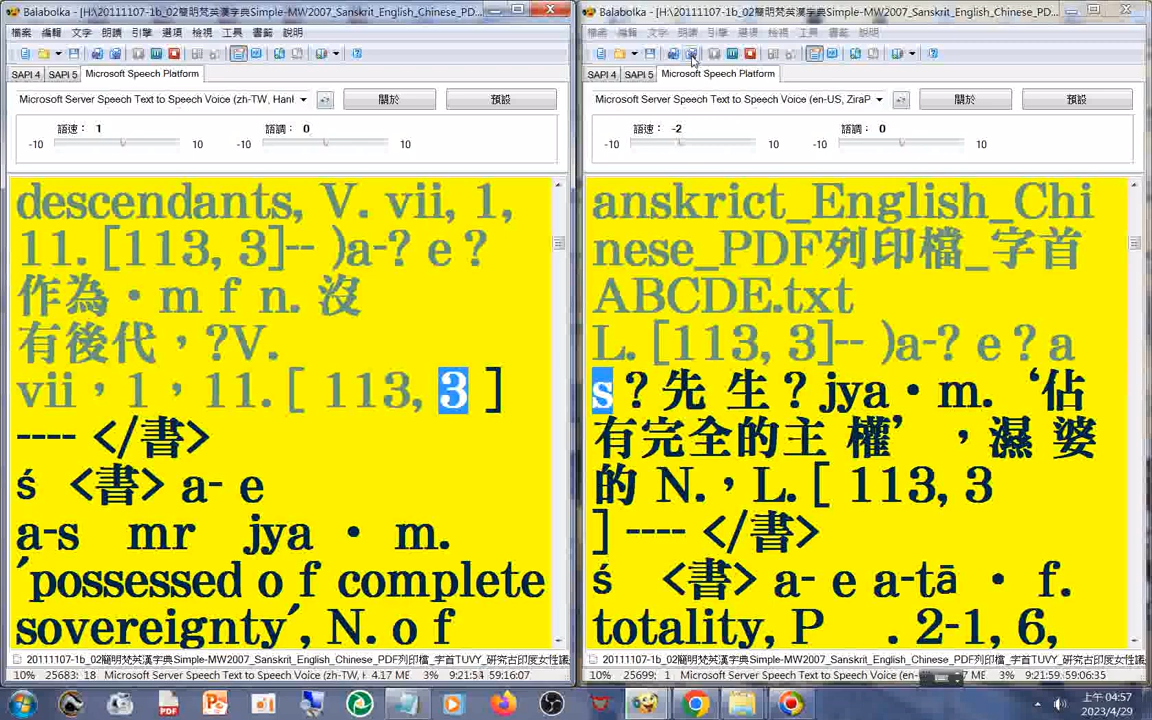 Balabolka - [H:\20111107-1b_02簡明梵英漢字典Simple-MW2007_Sanskrit_English_Chinese_PD...
檔案 編輯 文字 朗讀 引擎 選項 檢視 工具 書籤 說明
SAPI 4 SAPI 5 Microsoft Speech Platform
Microsoft Server Speech Text to Speech Voice (zh-TW, Hanl
關於 預設
語速： 1 語調： 0
-10 10 -10 10
descendants, V. vii, 1,
11. [113, 3]-- )a-? e ?
作為・m f n. 沒
有後代，?V.
vii，1，11. [ 113, 3 ]
---- </書>
ś <書> a- e
a-s mr jya • m.
´possessed o f complete
sovereignty´, N. o f
20111107-1b_02簡明梵英漢字典Simple-MW2007_Sanskrit_English_Chinese_PDF列印檔_字首TUVY_研究古印度女性議
10% 25683: 18 Microsoft Server Speech Text to Speech Voice (zh-TW, H 4.17 ME 3% 9:21:54 59:16:07
Balabolka - [H:\20111107-1b_02簡明梵英漢字典Simple-MW2007_Sanskrit_English_Chinese_PD...
檔案 編輯 文字 朗讀 引擎 選項 檢視 工具 書籤 說明
SAPI 4 SAPI 5 Microsoft Speech Platform
Microsoft Server Speech Text to Speech Voice (en-US, ZiraP
關於 預設
語速： -2 語調： 0
-10 10 -10 10
anskrict_English_Chi
nese_PDF列印檔_字首
ABCDE.txt
L. [113, 3]-- )a-? e ? a
s ? 先 生 ? jya・m. ‘佔
有完全的主 權’ ，濕 婆
的 N.，L. [ 113, 3
] ---- </書>
ś <書> a- e a-tā • f.
totality, P . 2-1, 6,
20111107-1b_02簡明梵英漢字典Simple-MW2007_Sanskrit_English_Chinese_PDF列印檔_字首ABCDE_研究古印度女性
10% 25699: 1 Microsoft Server Speech Text to Speech Voice 3% 9:21:59 59:06:35
上午 04:57
2023/4/29